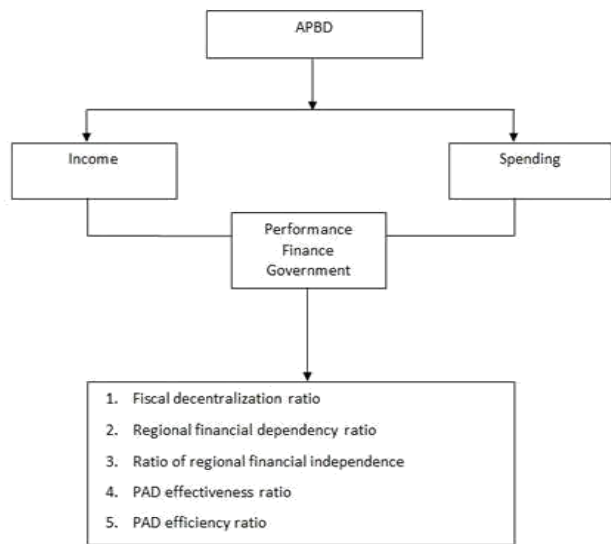 APBD
Income
Spending
Performance
Finance
Government
1. Fiscal decentralization ratio
2. Regional financial dependency ratio
3. Ratio of regional financial independence
4. PAD effectiveness ratio
5. PAD efficiency ratio